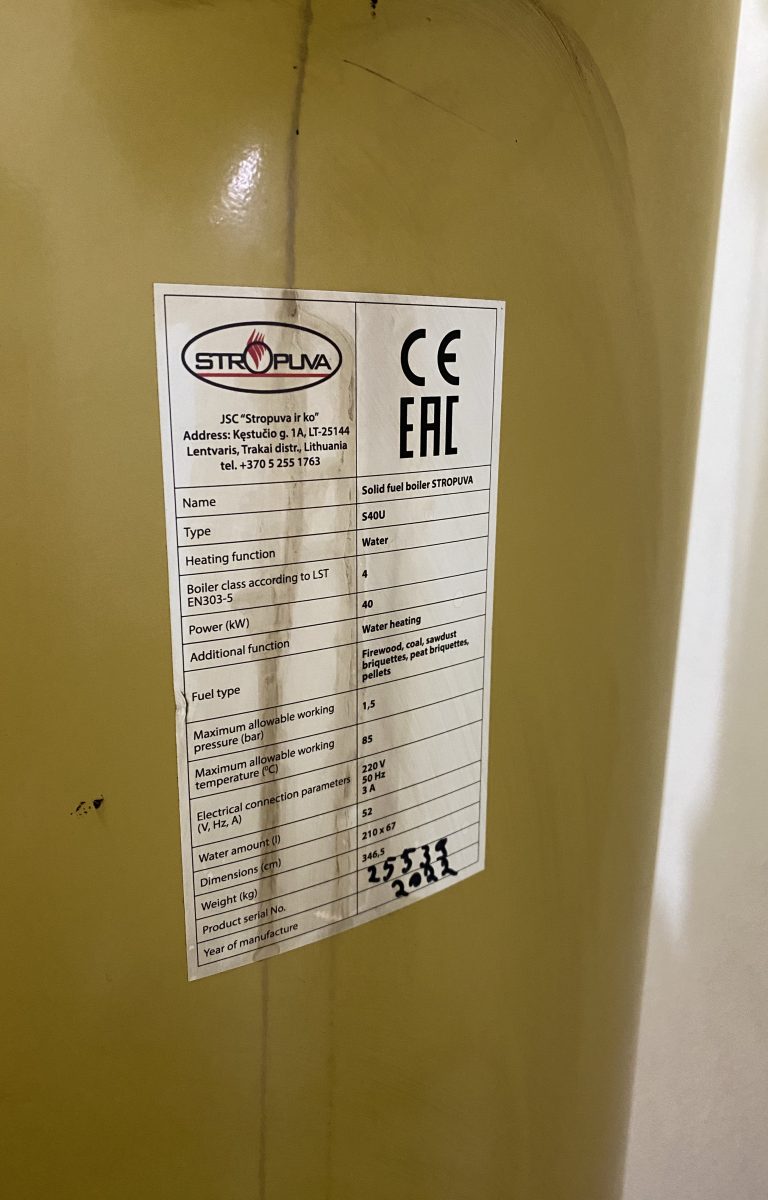 STROPUVA
JSC “Stropuva ir ko”
Address: Kęstučio g. 1A, LT-25144
Lentvaris, Trakai distr., Lithuania
tel. +370 5 255 1763
CE
EAC
Name Solid fuel boiler STROPUVA
Type S40U
Heating function Water
Boiler class according to LST
EN303-5 4
Power (kW) 40
Additional function Water heating
Fuel type Firewood, coal, sawdust
briquettes, peat briquettes,
pellets
Maximum allowable working
pressure (bar) 1,5
Maximum allowable working
temperature (°C) 85
Electrical connection parameters
(V, Hz, A) 220 V
50 Hz
3 A
Water amount (l) 52
Dimensions (cm) 210 x 67
Weight (kg) 346,5
Product serial No. 25539
Year of manufacture 2022